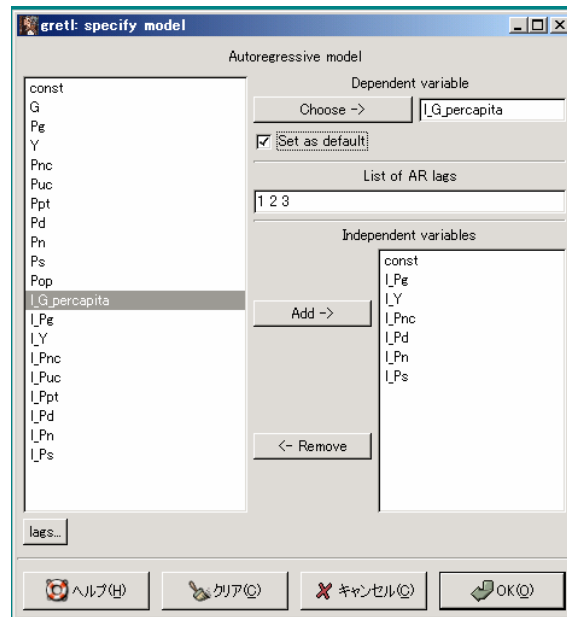 gretl: specify model
Autoregressive model
const
G
Pg
Y
Pnc
Puc
Ppt
Pd
Pn
Ps
Pop
l_G_percapita
l_Pg
l_Y
l_Pnc
l_Puc
l_Ppt
l_Pd
l_Pn
l_Ps
lags...
Dependent variable
Choose ->
l_G_percapita
Set as default
List of AR lags
1 2 3
Independent variables
Add ->
<- Remove
const
l_Pg
l_Y
l_Pnc
l_Pd
l_Pn
l_Ps
ヘルプ(H)
クリア(C)
キャンセル(C)
OK(O)